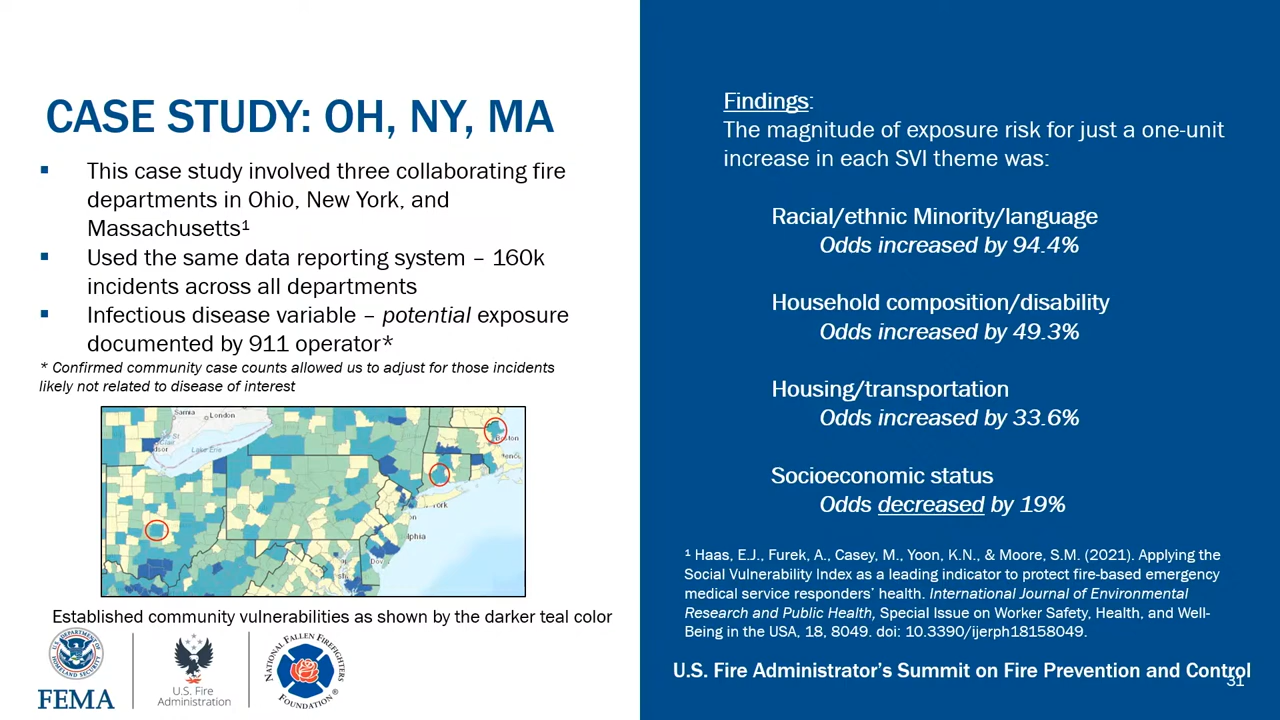 CASE STUDY: OH, NY, MA
▪ This case study involved three collaborating fire
departments in Ohio, New York, and
Massachusetts¹
▪ Used the same data reporting system – 160k
incidents across all departments
▪ Infectious disease variable – potential exposure
documented by 911 operator*
* Confirmed community case counts allowed us to adjust for those incidents
likely not related to disease of interest
Sarnia London
Lake Erie
Established community vulnerabilities as shown by the darker teal color
U.S. DEPARTMENT OF
HOMELAND SECURITY
FEMA
U.S. Fire
Administration
NATIONAL FALLEN FIREFIGHTERS
FOUNDATION ®
Findings:
The magnitude of exposure risk for just a one-unit
increase in each SVI theme was:
Racial/ethnic Minority/language
Odds increased by 94.4%
Household composition/disability
Odds increased by 49.3%
Housing/transportation
Odds increased by 33.6%
Socioeconomic status
Odds decreased by 19%
¹ Haas, E.J., Furek, A., Casey, M., Yoon, K.N., & Moore, S.M. (2021). Applying the
Social Vulnerability Index as a leading indicator to protect fire-based emergency
medical service responders’ health. International Journal of Environmental
Research and Public Health, Special Issue on Worker Safety, Health, and Well-
Being in the USA, 18, 8049. doi: 10.3390/ijerph18158049.
U.S. Fire Administrator’s Summit on Fire Prevention and Control
31